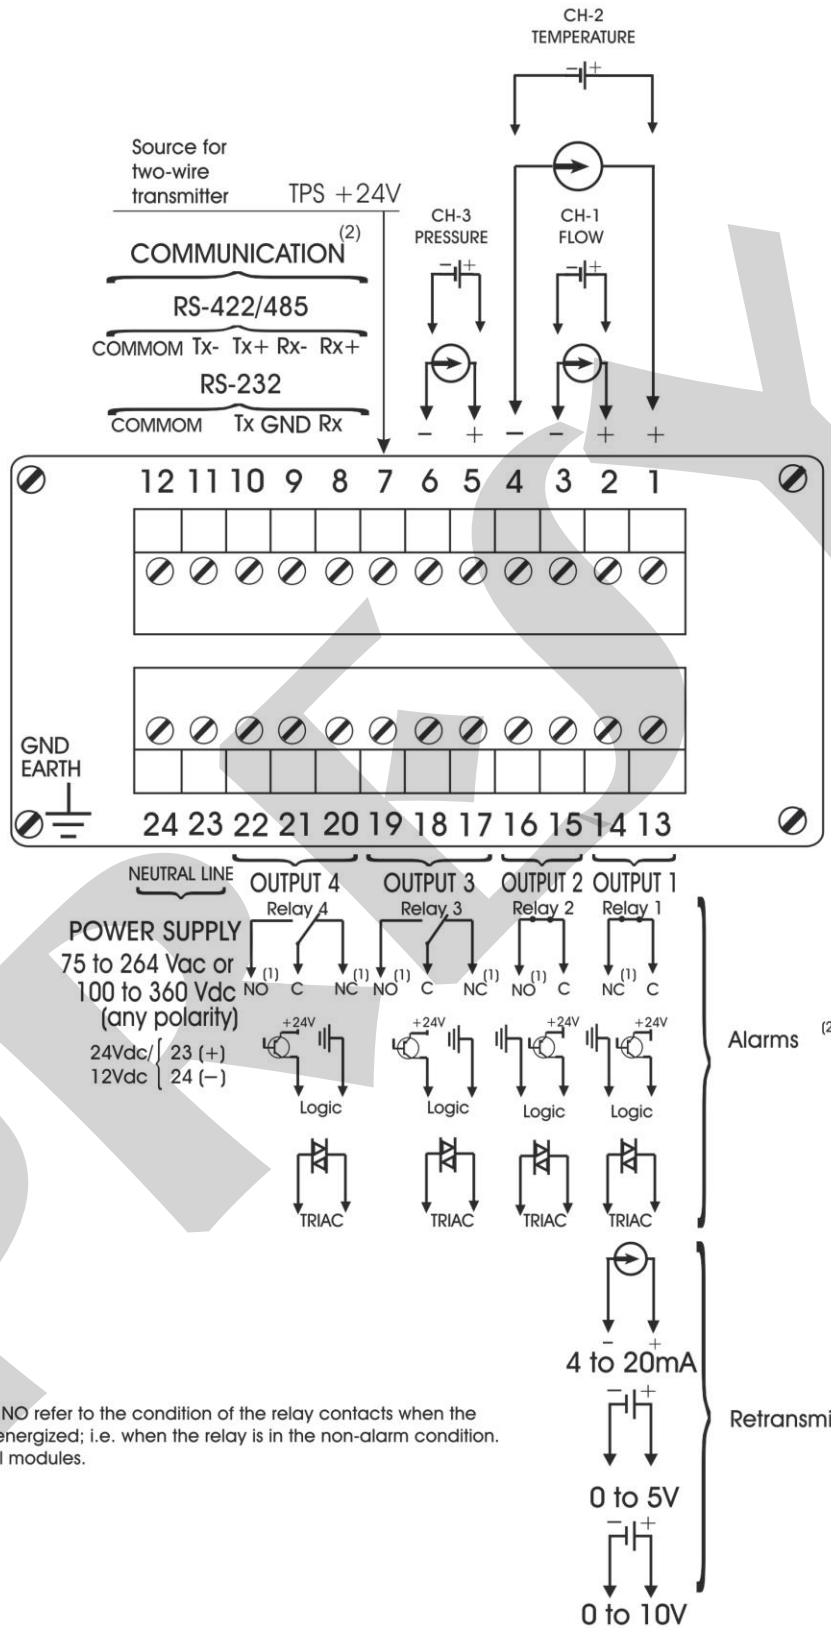 CH-2
TEMPERATURE
− +
Source for
two-wire
transmitter TPS +24V
CH-3
PRESSURE
CH-1
FLOW
− +
− +
COMMUNICATION (2)
RS-422/485
COMMOM Tx- Tx+ Rx- Rx+
RS-232
COMMOM Tx GND Rx
− + − − + +
12 11 10 9 8 7 6 5 4 3 2 1
GND
EARTH
24 23 22 21 20 19 18 17 16 15 14 13
NEUTRAL LINE
OUTPUT 4 OUTPUT 3 OUTPUT 2 OUTPUT 1
Relay 4 Relay 3 Relay 2 Relay 1
POWER SUPPLY
75 to 264 Vac or
100 to 360 Vdc
(any polarity)
24Vdc/ 23 (+)
12Vdc 24 (−)
NO (1) C NC (1) NO (1) C NC (1) NO (1) C NC (1) C
+24V +24V +24V +24V
Logic Logic Logic Logic
TRIAC TRIAC TRIAC TRIAC
Alarms (2
− +
4 to 20mA
− +
Retransmi
0 to 5V
− +
0 to 10V
NO refer to the condition of the relay contacts when the
energized; i.e. when the relay is in the non-alarm condition.
l modules.
PRESY